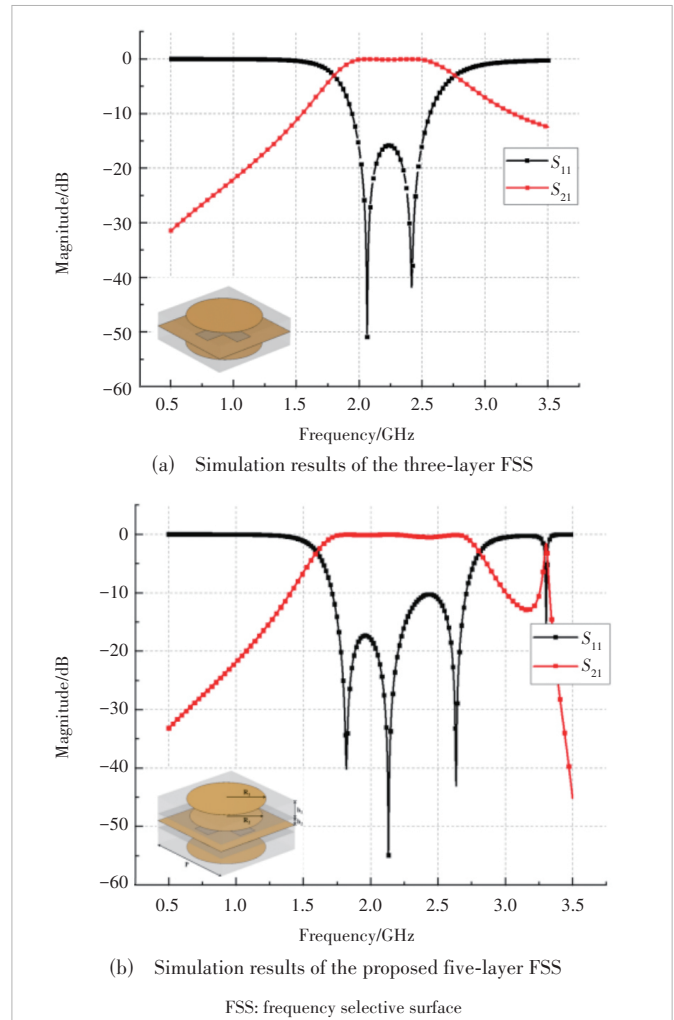 0
−10
−20
−30
−40
−50
−60
Magnitude/dB
S11
S21
0.5 1.0 1.5 2.0 2.5 3.0 3.5
Frequency/GHz
(a) Simulation results of the three-layer FSS
0
−10
−20
−30
−40
−50
−60
Magnitude/dB
S11
S21
0.5 1.0 1.5 2.0 2.5 3.0 3.5
Frequency/GHz
(b) Simulation results of the proposed five-layer FSS
FSS: frequency selective surface